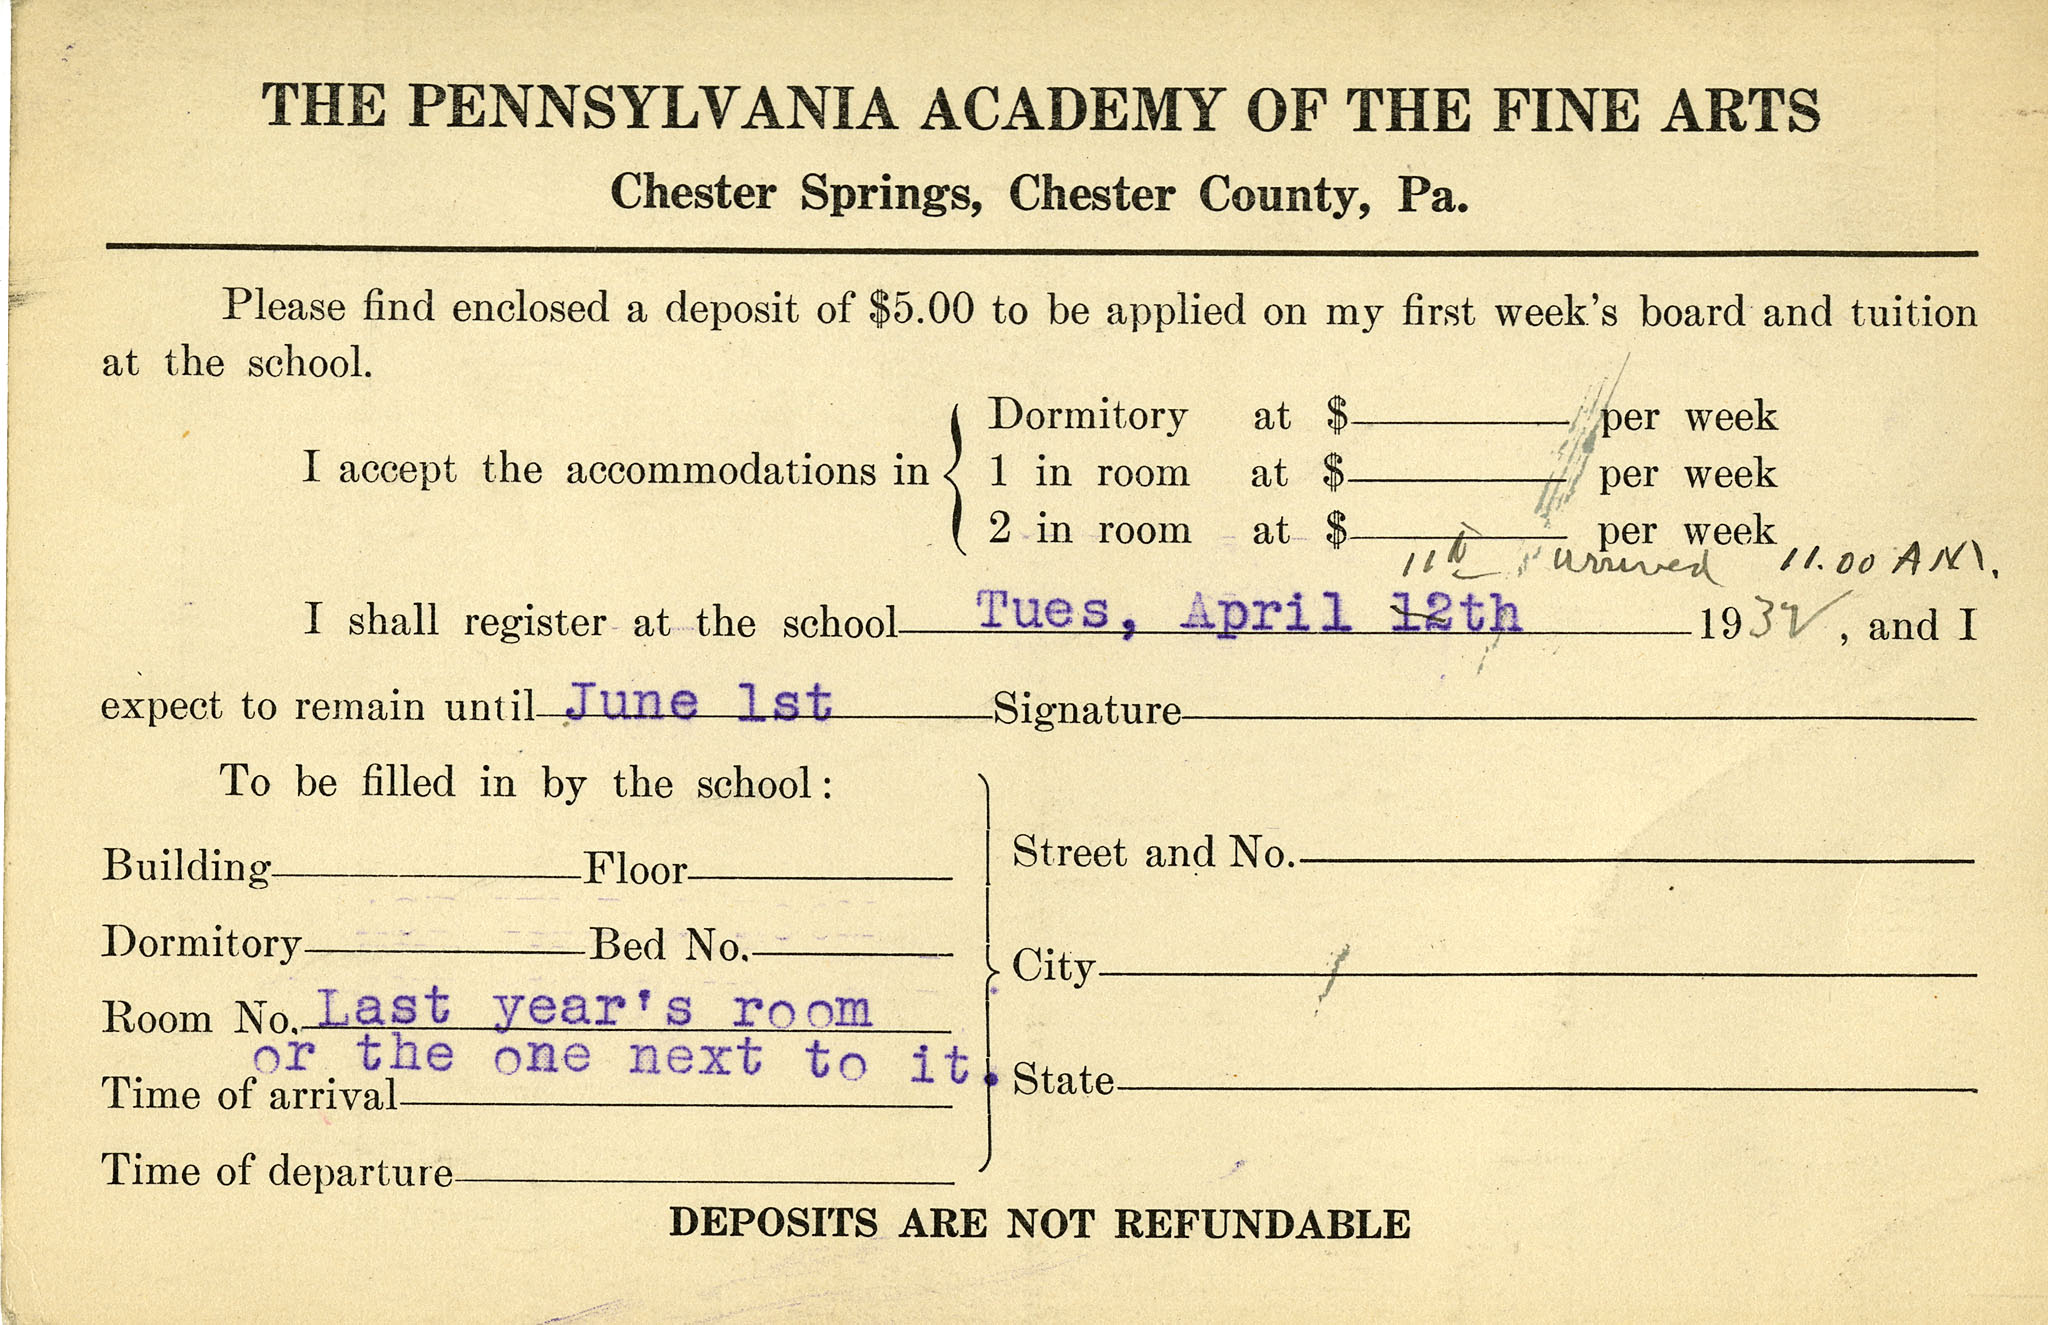 THE PENNSYLVANIA ACADEMY OF THE FINE ARTS
Chester Springs, Chester County, Pa.
Please find enclosed a deposit of $5.00 to be applied on my first week's board and tuition
at the school.
Dormitory at $ per week
I accept the accommodations in 1 in room at $ per week
2 in room at $ per week
11th arrived 11.00 A.M.
I shall register at the school Tues, April 12th 1932, and I
expect to remain until June 1st Signature
To be filled in by the school:
Building Floor
Street and No.
Dormitory Bed No.
City
Room No. Last year's room
or the one next to it.
State
Time of arrival
Time of departure
DEPOSITS ARE NOT REFUNDABLE